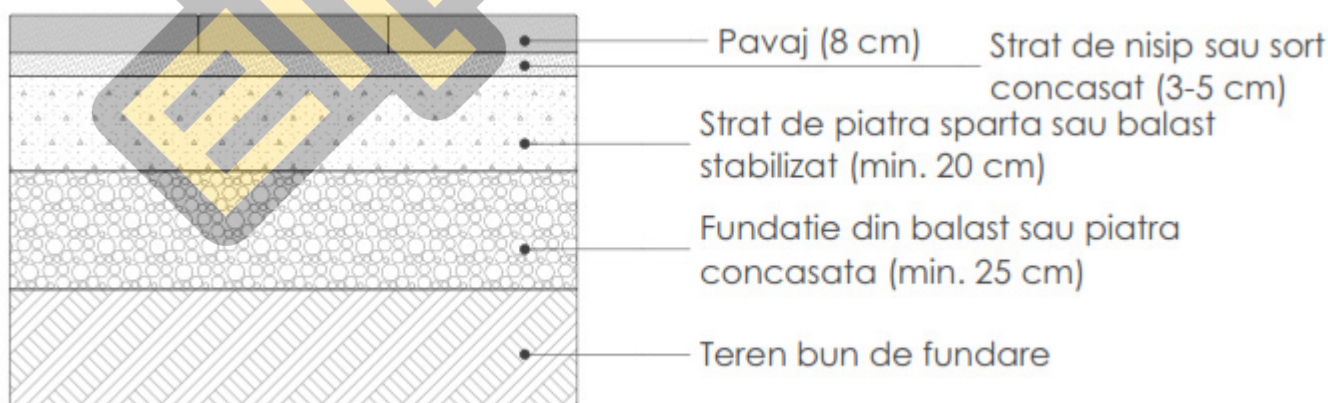 Pavaj (8 cm)
Strat de nisip sau sort
concasat (3-5 cm)
Strat de piatra sparta sau balast
stabilizat (min. 20 cm)
Fundatie din balast sau piatra
concasata (min. 25 cm)
Teren bun de fundare